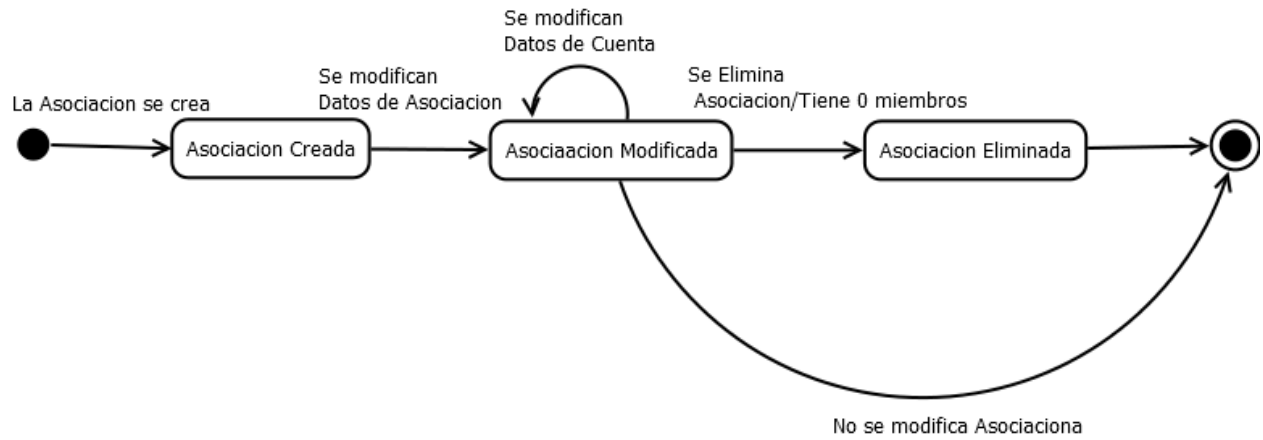 Se modifican
Datos de Cuenta
La Asociacion se crea
Se modifican
Datos de Asociacion
Se Elimina
Asociacion/Tiene 0 miembros
Asociacion Creada
Asociaacion Modificada
Asociacion Eliminada
No se modifica Asociaciona